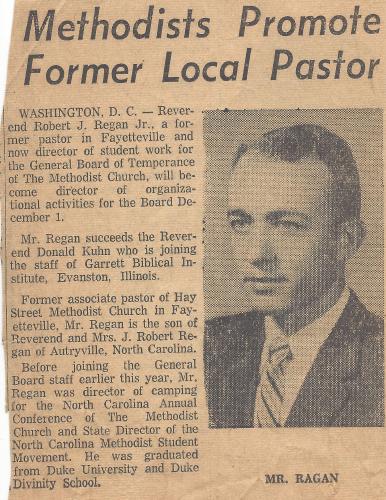 Methodists Promote
Former Local Pastor
WASHINGTON, D. C. — Rever-
end Robert J. Regan Jr., a for-
mer pastor in Fayetteville and
now director of student work for
the General Board of Temperance
of The Methodist Church, will be-
come director of organiza-
tional activities for the Board De-
cember 1.
Mr. Regan succeeds the Rever-
end Donald Kuhn who is joining
the staff of Garrett Biblical In-
stitute, Evanston, Illinois.
Former associate pastor of Hay
Street Methodist Church in Fay-
etteville, Mr. Regan is the son of
Reverend and Mrs. J. Robert Re-
gan of Autryville, North Carolina.
Before joining the General
Board staff earlier this year, Mr.
Regan was director of camping
for the North Carolina Annual
Conference of The Methodist
Church and State Director of the
North Carolina Methodist Student
Movement. He was graduated
from Duke University and Duke
Divinity School.
MR. RAGAN